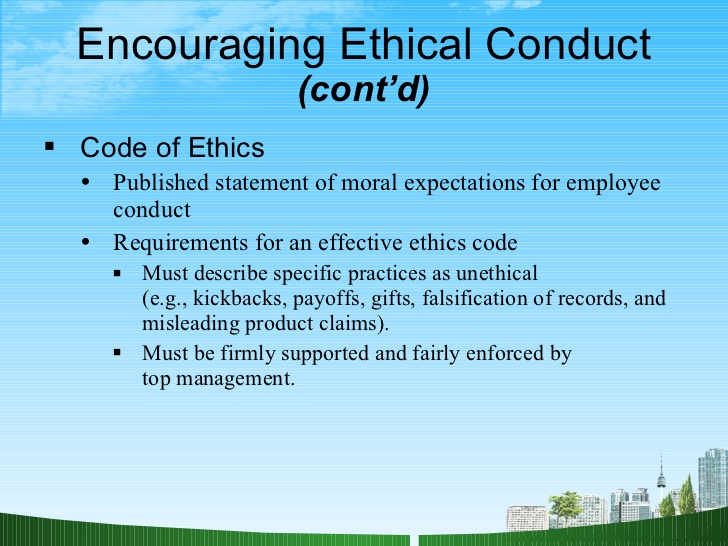 Encouraging Ethical Conduct
(cont’d)
▪ Code of Ethics
• Published statement of moral expectations for employee
conduct
• Requirements for an effective ethics code
▪ Must describe specific practices as unethical
(e.g., kickbacks, payoffs, gifts, falsification of records, and
misleading product claims).
▪ Must be firmly supported and fairly enforced by
top management.